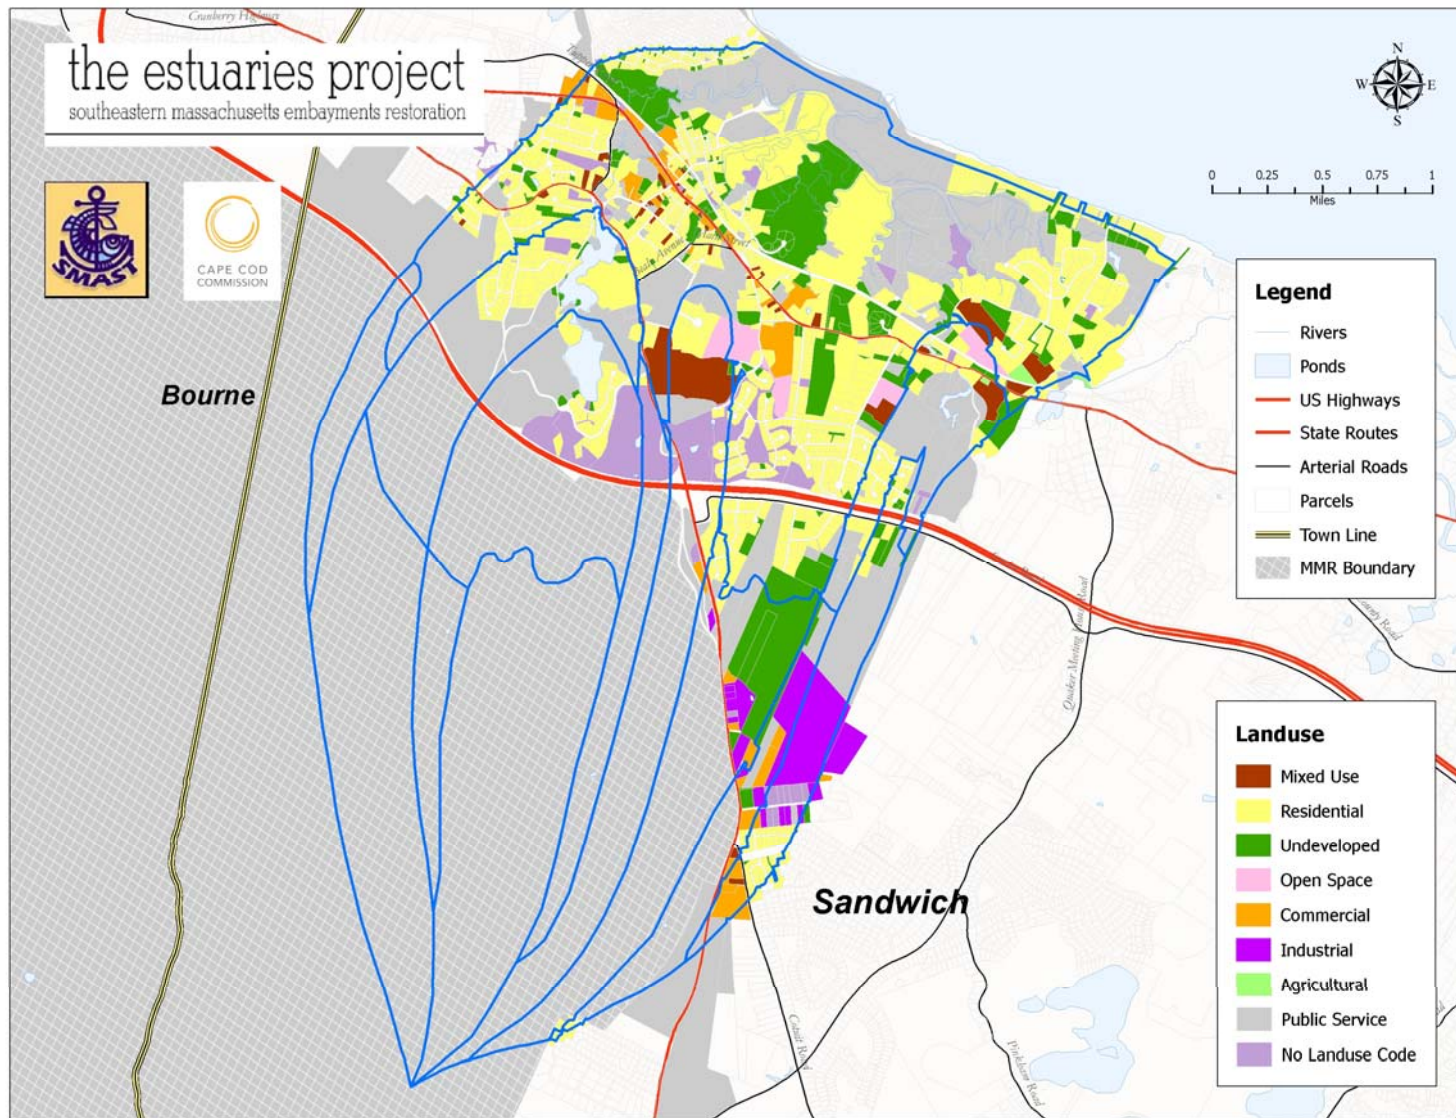 Cranberry Highway
the estuaries project
southeastern massachusetts embayments restoration
N
W E
S
0 0.25 0.5 0.75 1
Miles
SMAST
CAPE COD
COMMISSION
Main Street
Bourne
Legend
Rivers
Ponds
US Highways
State Routes
Arterial Roads
Parcels
Town Line
MMR Boundary
Quaker Meeting House Road
Landuse
Mixed Use
Residential
Undeveloped
Open Space
Commercial
Industrial
Agricultural
Public Service
No Landuse Code
Sandwich
Cotuit Road
Pinkham Road